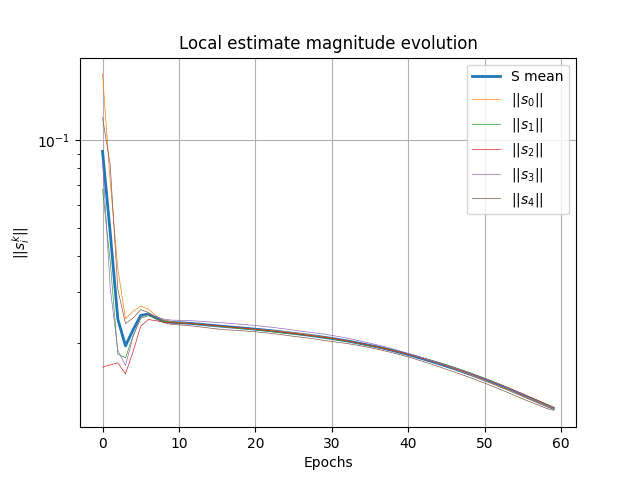 Local estimate magnitude evolution
S mean
||s₀||
||s₁||
||s₂||
||s₃||
||s₄||
10⁻¹
||sᵢᵏ||
0 10 20 30 40 50 60
Epochs